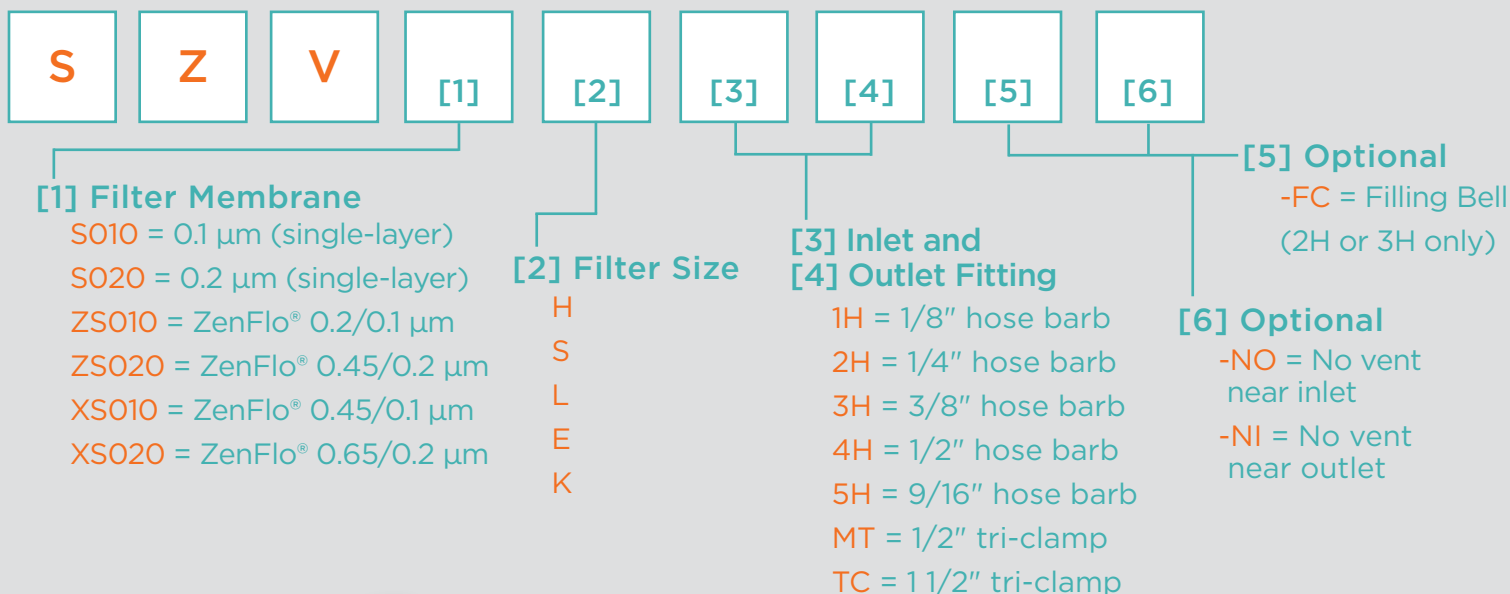 S Z V [1] [2] [3] [4] [5] [6]
[1] Filter Membrane
S010 = 0.1 µm (single-layer)
S020 = 0.2 µm (single-layer)
ZS010 = ZenFlo® 0.2/0.1 µm
ZS020 = ZenFlo® 0.45/0.2 µm
XS010 = ZenFlo® 0.45/0.1 µm
XS020 = ZenFlo® 0.65/0.2 µm
[2] Filter Size
H
S
L
E
K
[3] Inlet and
[4] Outlet Fitting
1H = 1/8" hose barb
2H = 1/4" hose barb
3H = 3/8" hose barb
4H = 1/2" hose barb
5H = 9/16" hose barb
MT = 1/2" tri-clamp
TC = 1 1/2" tri-clamp
[5] Optional
-FC = Filling Bell
(2H or 3H only)
[6] Optional
-NO = No vent
near inlet
-NI = No vent
near outlet